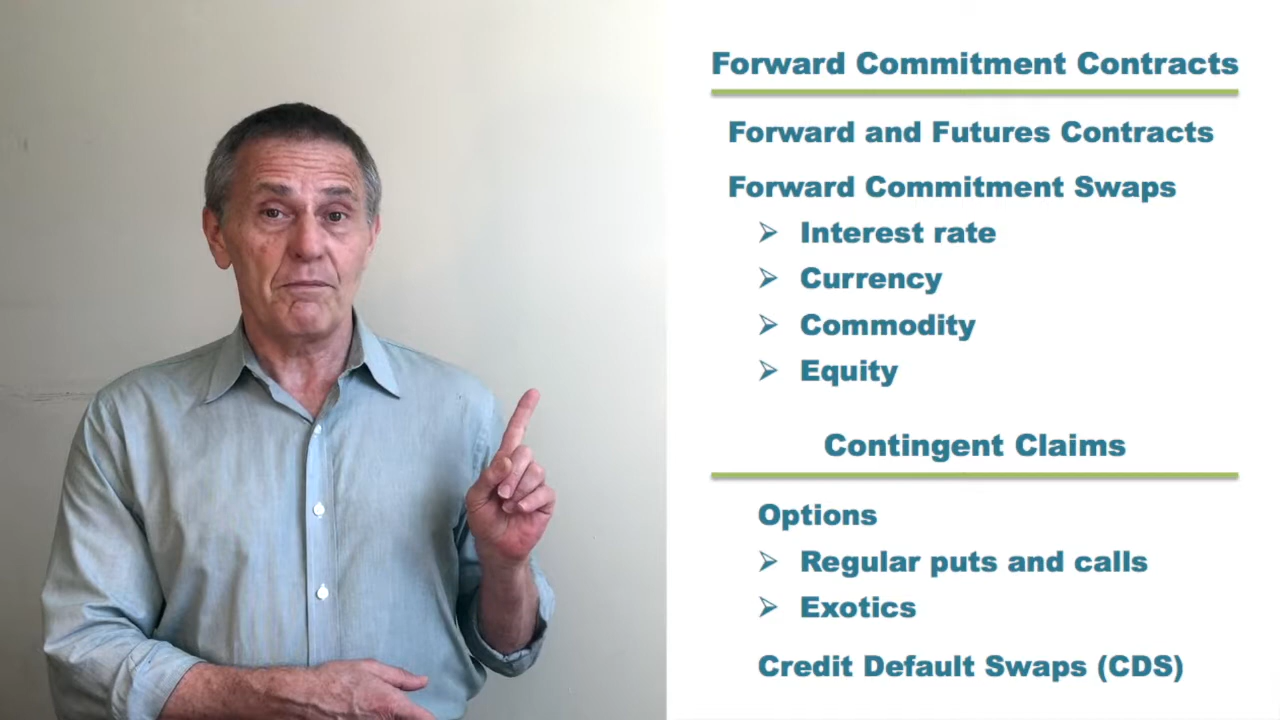 Forward Commitment Contracts
Forward and Futures Contracts
Forward Commitment Swaps
➢ Interest rate
➢ Currency
➢ Commodity
➢ Equity
Contingent Claims
Options
➢ Regular puts and calls
➢ Exotics
Credit Default Swaps (CDS)